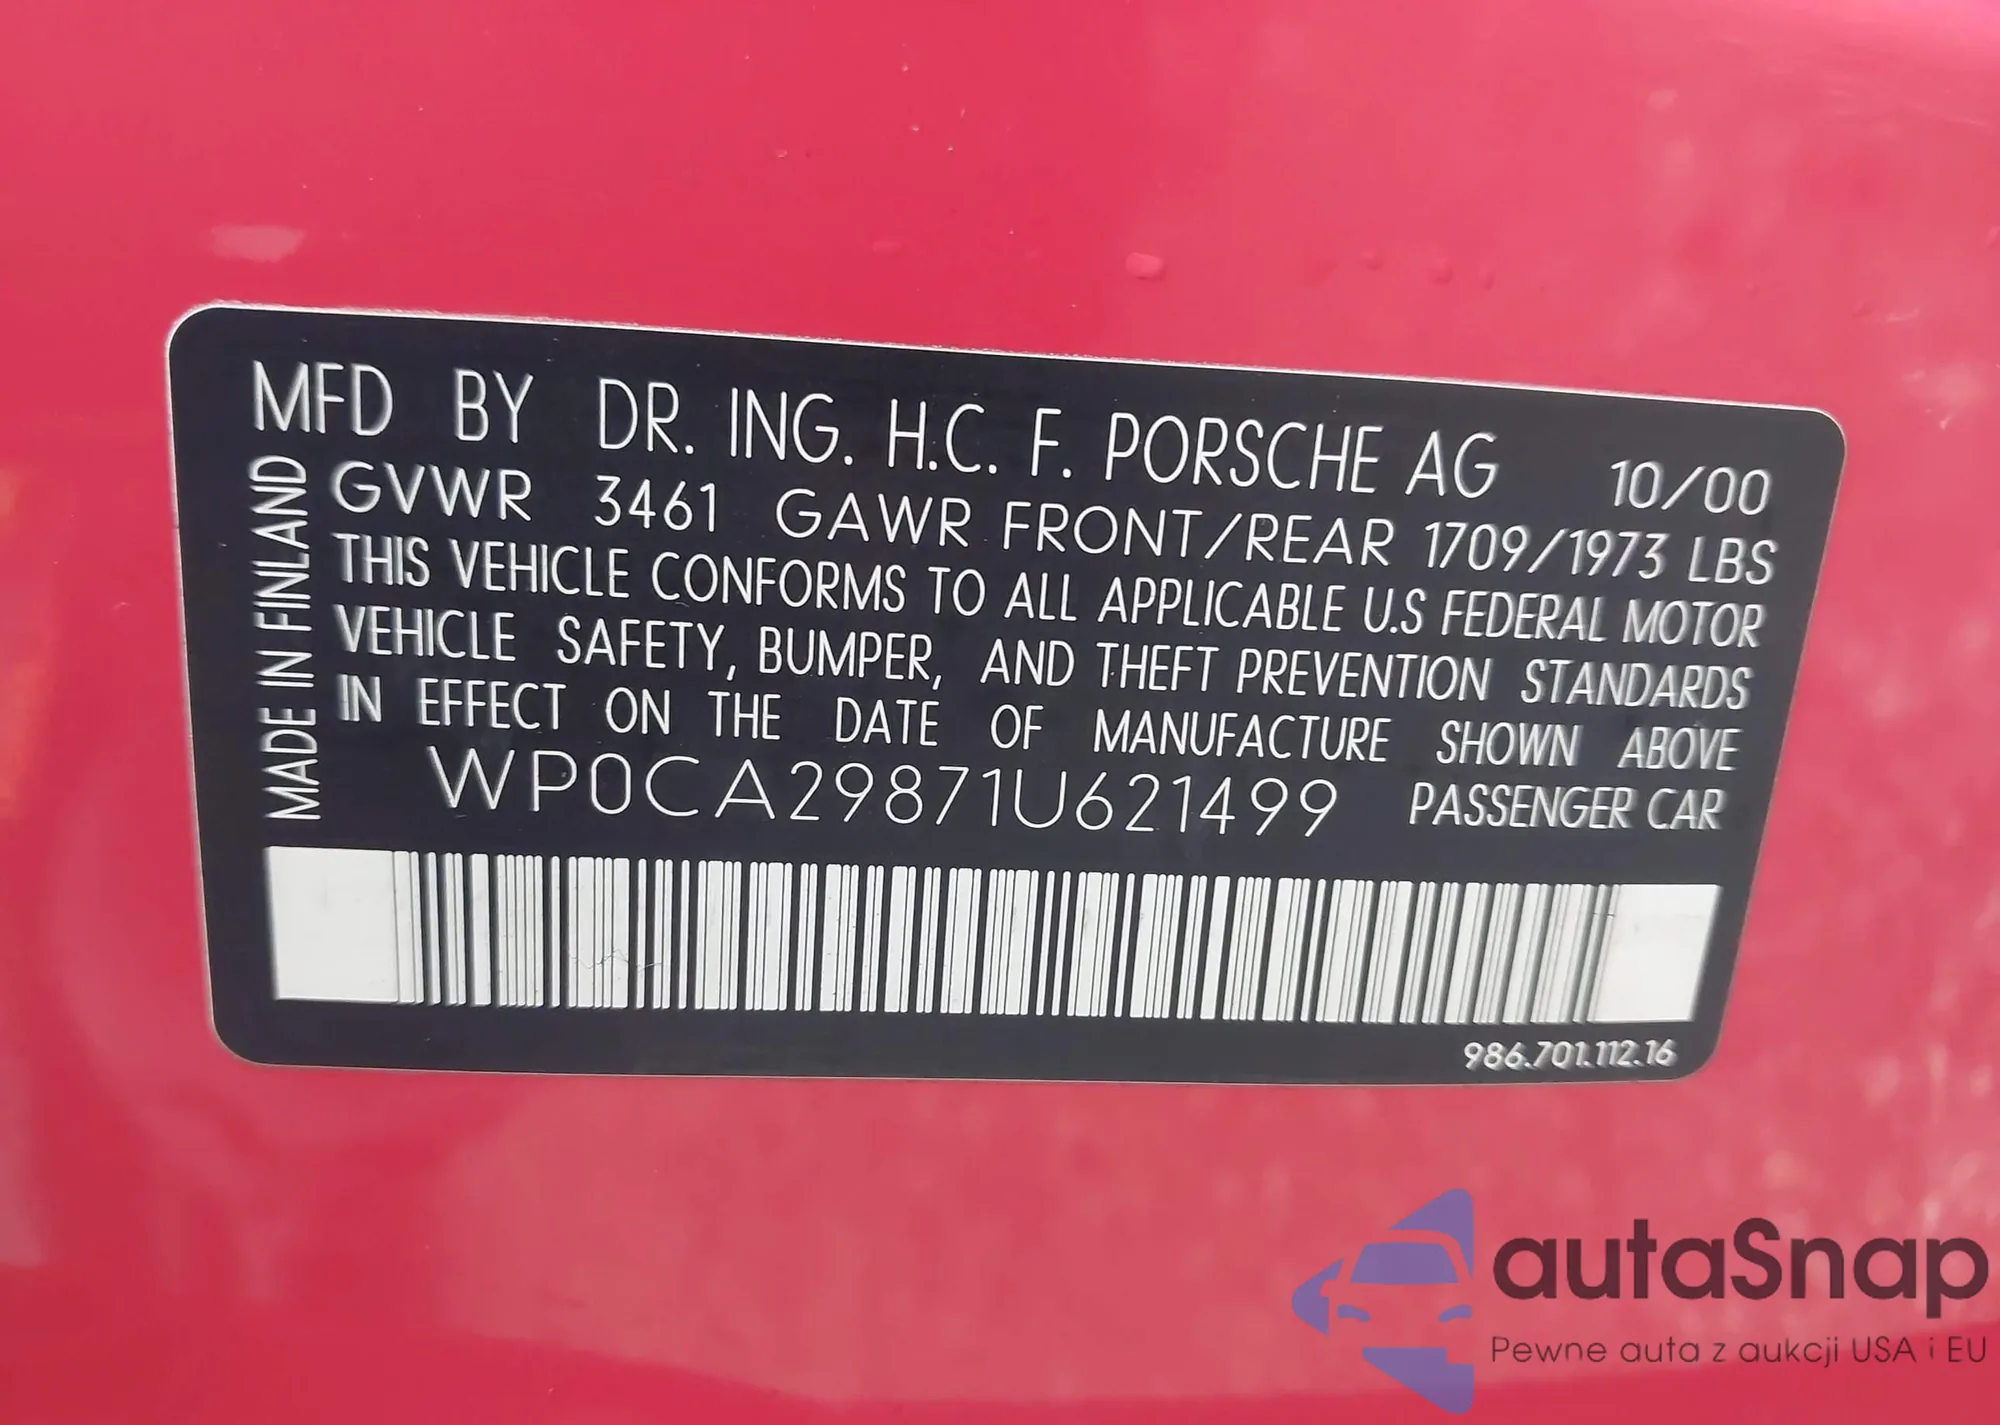 MFD BY DR. ING. H.C. F. PORSCHE AG 10/00
GVWR 3461 GAWR FRONT/REAR 1709/1973 LBS
THIS VEHICLE CONFORMS TO ALL APPLICABLE U.S FEDERAL MOTOR
VEHICLE SAFETY, BUMPER, AND THEFT PREVENTION STANDARDS
IN EFFECT ON THE DATE OF MANUFACTURE SHOWN ABOVE
WP0CA29871U621499 PASSENGER CAR
MADE IN FINLAND
986.701.112.16
autaSnap
Pewne auta z aukcji USA i EU